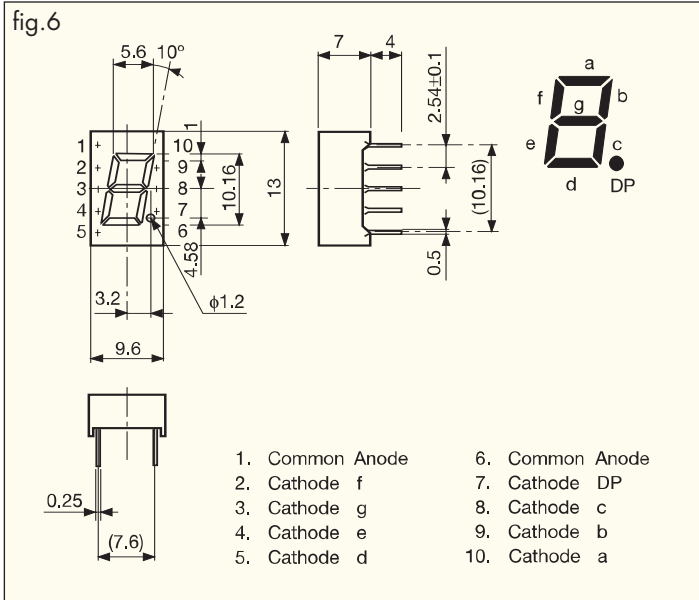 fig.6
5.6 10°
7 4
2.54±0.1
1
a
f g b
e c
d DP
1 10
2 9
3 8
4 7
5 6
10.16
13
4.58
(10.16)
0.5
3.2 ϕ1.2
9.6
0.25
(7.6)
1. Common Anode
2. Cathode f
3. Cathode g
4. Cathode e
5. Cathode d
6. Common Anode
7. Cathode DP
8. Cathode c
9. Cathode b
10. Cathode a